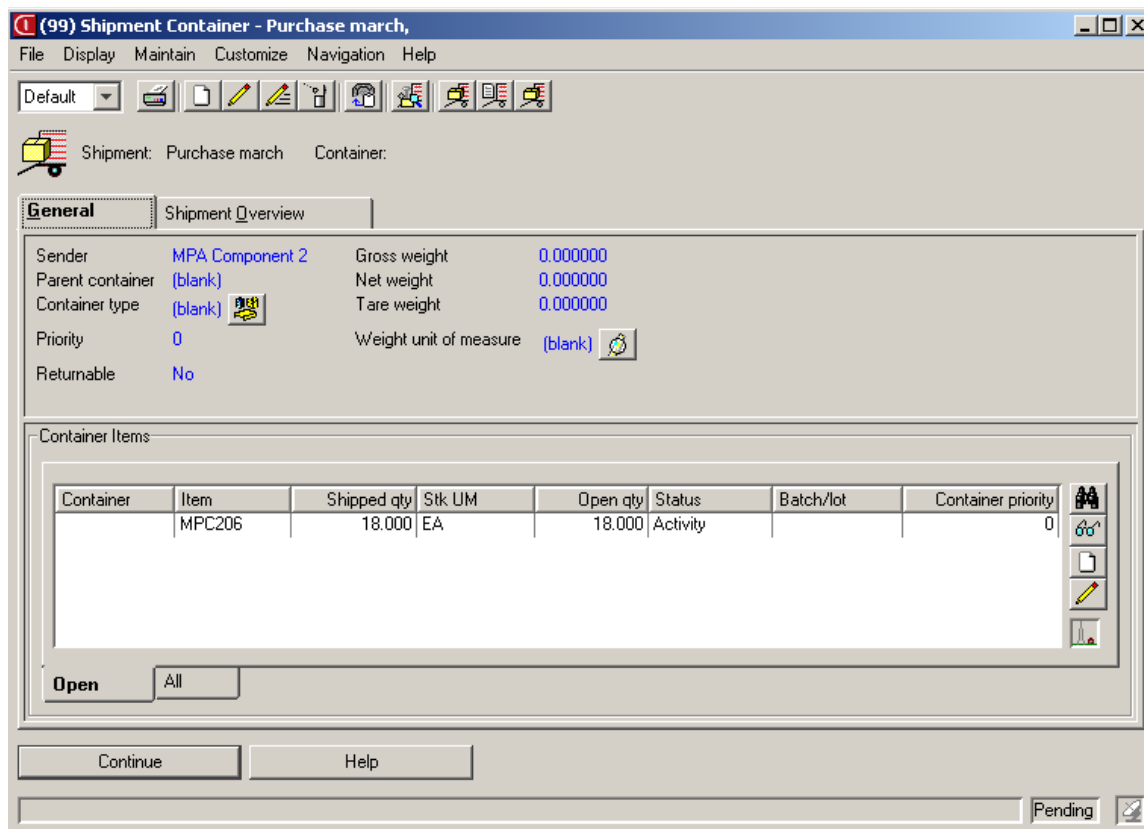 (99) Shipment Container - Purchase march,
File Display Maintain Customize Navigation Help
Default
Shipment: Purchase march Container:
General Shipment Overview
Sender MPA Component 2 Gross weight 0.000000
Parent container (blank) Net weight 0.000000
Container type (blank) Tare weight 0.000000
Priority 0 Weight unit of measure (blank)
Returnable No
Container Items
Container Item Shipped qty Stk UM Open qty Status Batch/lot Container priority
MPC206 18.000 EA 18.000 Activity 0
Open All
Continue Help
Pending